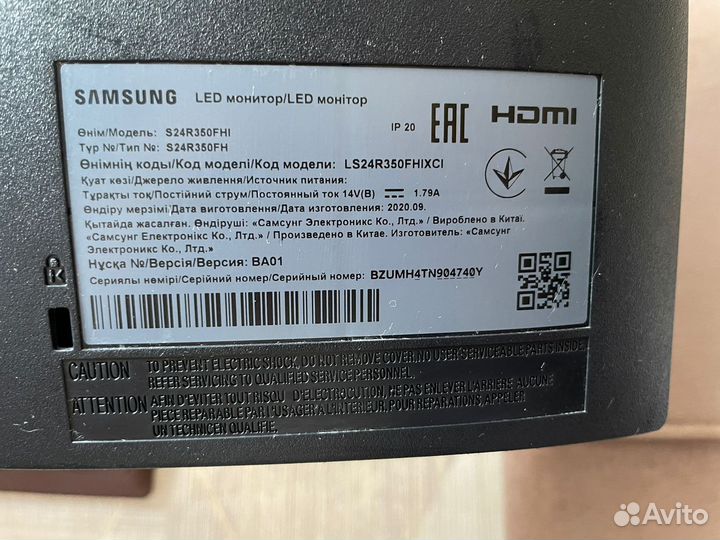 SAMSUNG LED монитор/LED монітор
Өнім/Модель: S24R350FHI
Түр №/Тип №: S24R350FH
IP 20
EAC HDMI
Өнімнің коды/Код моделі/Код модели: LS24R350FHIXCI
Қуат көзі/Джерело живлення/Источник питания:
Тұрақты ток/Постійний струм/Постоянный ток 14V(B) 1.79A
Өндіру мерзімі/Дата виготовлення/Дата изготовления: 2020.09.
Қытайда жасалған. Өндіруші: «Самсунг Электроникс Ко., Лтд.» / Вироблено в Китаї.
«Самсунг Електронікс Ко., Лтд.» / Произведено в Китае. Изготовитель: «Самсунг
Электроникс Ко., Лтд.»
Нұсқа №/Версія/Версия: BA01
Сериялы нөмірі/Серійний номер/Серийный номер: BZUMH4TN904740Y
CAUTION TO PREVENT ELECTRIC SHOCK, DO NOT REMOVE COVER. NO USER SERVICEABLE PARTS INSIDE.
REFER SERVICING TO QUALIFIED SERVICE PERSONNEL.
ATTENTION AFIN D'EVITER TOUT RISQU D'ELECTROCUTION, NE PAS ENLEVER L'ARRIERE. AUCUNE
PIECE REPARABLE PAR L'USAGER A L'INTERIEUR, POUR REPARATIONS, APPELER
UN TECHNICIEN QUALIFIE.
Avito